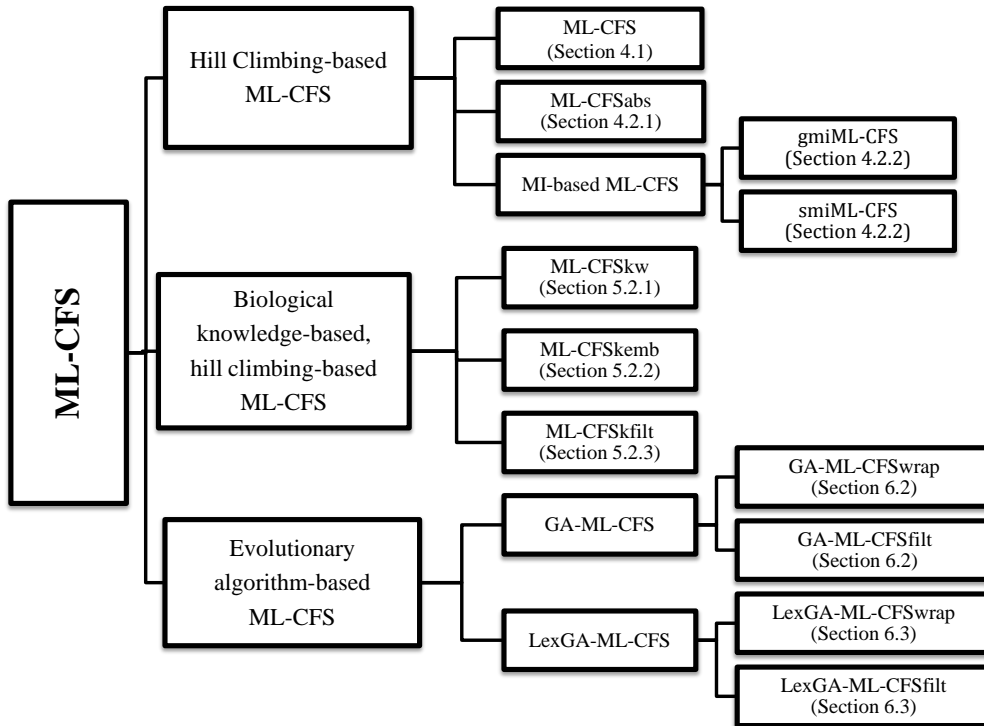 ML-CFS
Hill Climbing-based
ML-CFS
ML-CFS
(Section 4.1)
ML-CFSabs
(Section 4.2.1)
MI-based ML-CFS
gmiML-CFS
(Section 4.2.2)
smiML-CFS
(Section 4.2.2)
Biological
knowledge-based,
hill climbing-based
ML-CFS
ML-CFSkw
(Section 5.2.1)
ML-CFSkemb
(Section 5.2.2)
ML-CFSkfilt
(Section 5.2.3)
Evolutionary
algorithm-based
ML-CFS
GA-ML-CFS
GA-ML-CFSwrap
(Section 6.2)
GA-ML-CFSfilt
(Section 6.2)
LexGA-ML-CFS
LexGA-ML-CFSwrap
(Section 6.3)
LexGA-ML-CFSfilt
(Section 6.3)